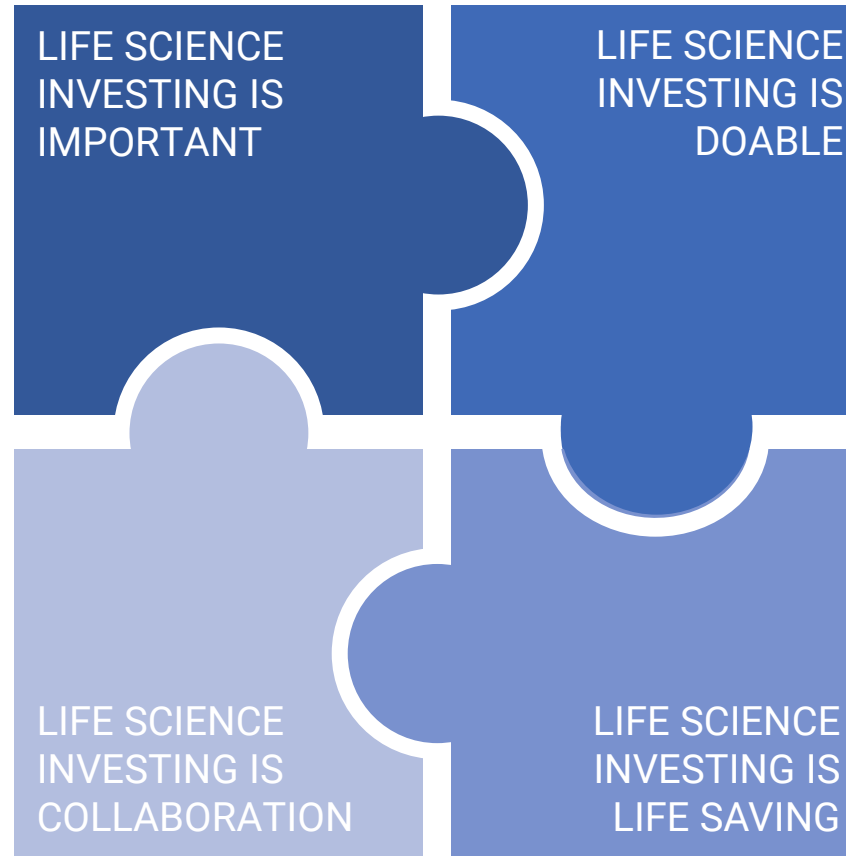 LIFE SCIENCE
INVESTING IS
IMPORTANT
LIFE SCIENCE
INVESTING IS
DOABLE
LIFE SCIENCE
INVESTING IS
COLLABORATION
LIFE SCIENCE
INVESTING IS
LIFE SAVING